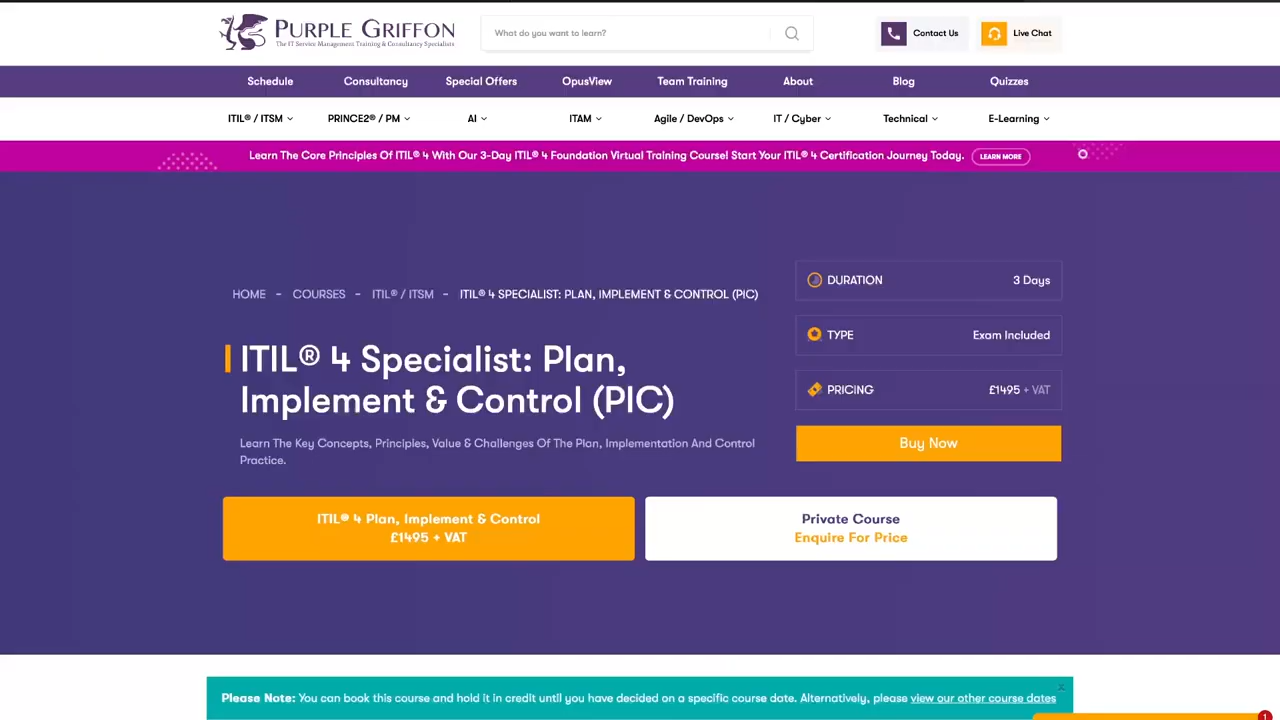 PURPLE GRIFFON
The IT Service Management Training & Consultancy Specialists
What do you want to learn?
Contact Us
Live Chat
Schedule
Consultancy
Special Offers
OpusView
Team Training
About
Blog
Quizzes
ITIL® / ITSM
PRINCE2® / PM
AI
ITAM
Agile / DevOps
IT / Cyber
Technical
E-Learning
Learn The Core Principles Of ITIL® 4 With Our 3-Day ITIL® 4 Foundation Virtual Training Course! Start Your ITIL® 4 Certification Journey Today.
LEARN MORE
HOME - COURSES - ITIL® / ITSM - ITIL® 4 SPECIALIST: PLAN, IMPLEMENT & CONTROL (PIC)
ITIL® 4 Specialist: Plan,
Implement & Control (PIC)
Learn The Key Concepts, Principles, Value & Challenges Of The Plan, Implementation And Control
Practice.
DURATION 3 Days
TYPE Exam Included
PRICING £1495 + VAT
Buy Now
ITIL® 4 Plan, Implement & Control
£1495 + VAT
Private Course
Enquire For Price
Please Note: You can book this course and hold it in credit until you have decided on a specific course date. Alternatively, please view our other course dates
x
1